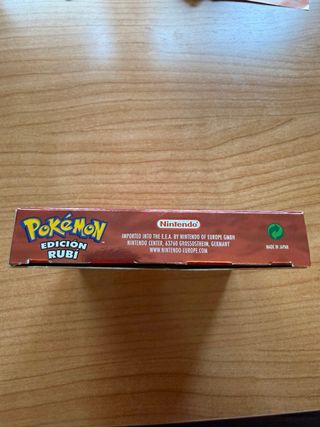 POKéMON
EDICIÓN
RUBÍ
Nintendo
IMPORTED INTO THE E.E.A. BY NINTENDO OF EUROPE GMBH
NINTENDO CENTER, 63760 GROSSOSTHEIM, GERMANY
WWW.NINTENDO-EUROPE.COM
MADE IN JAPAN